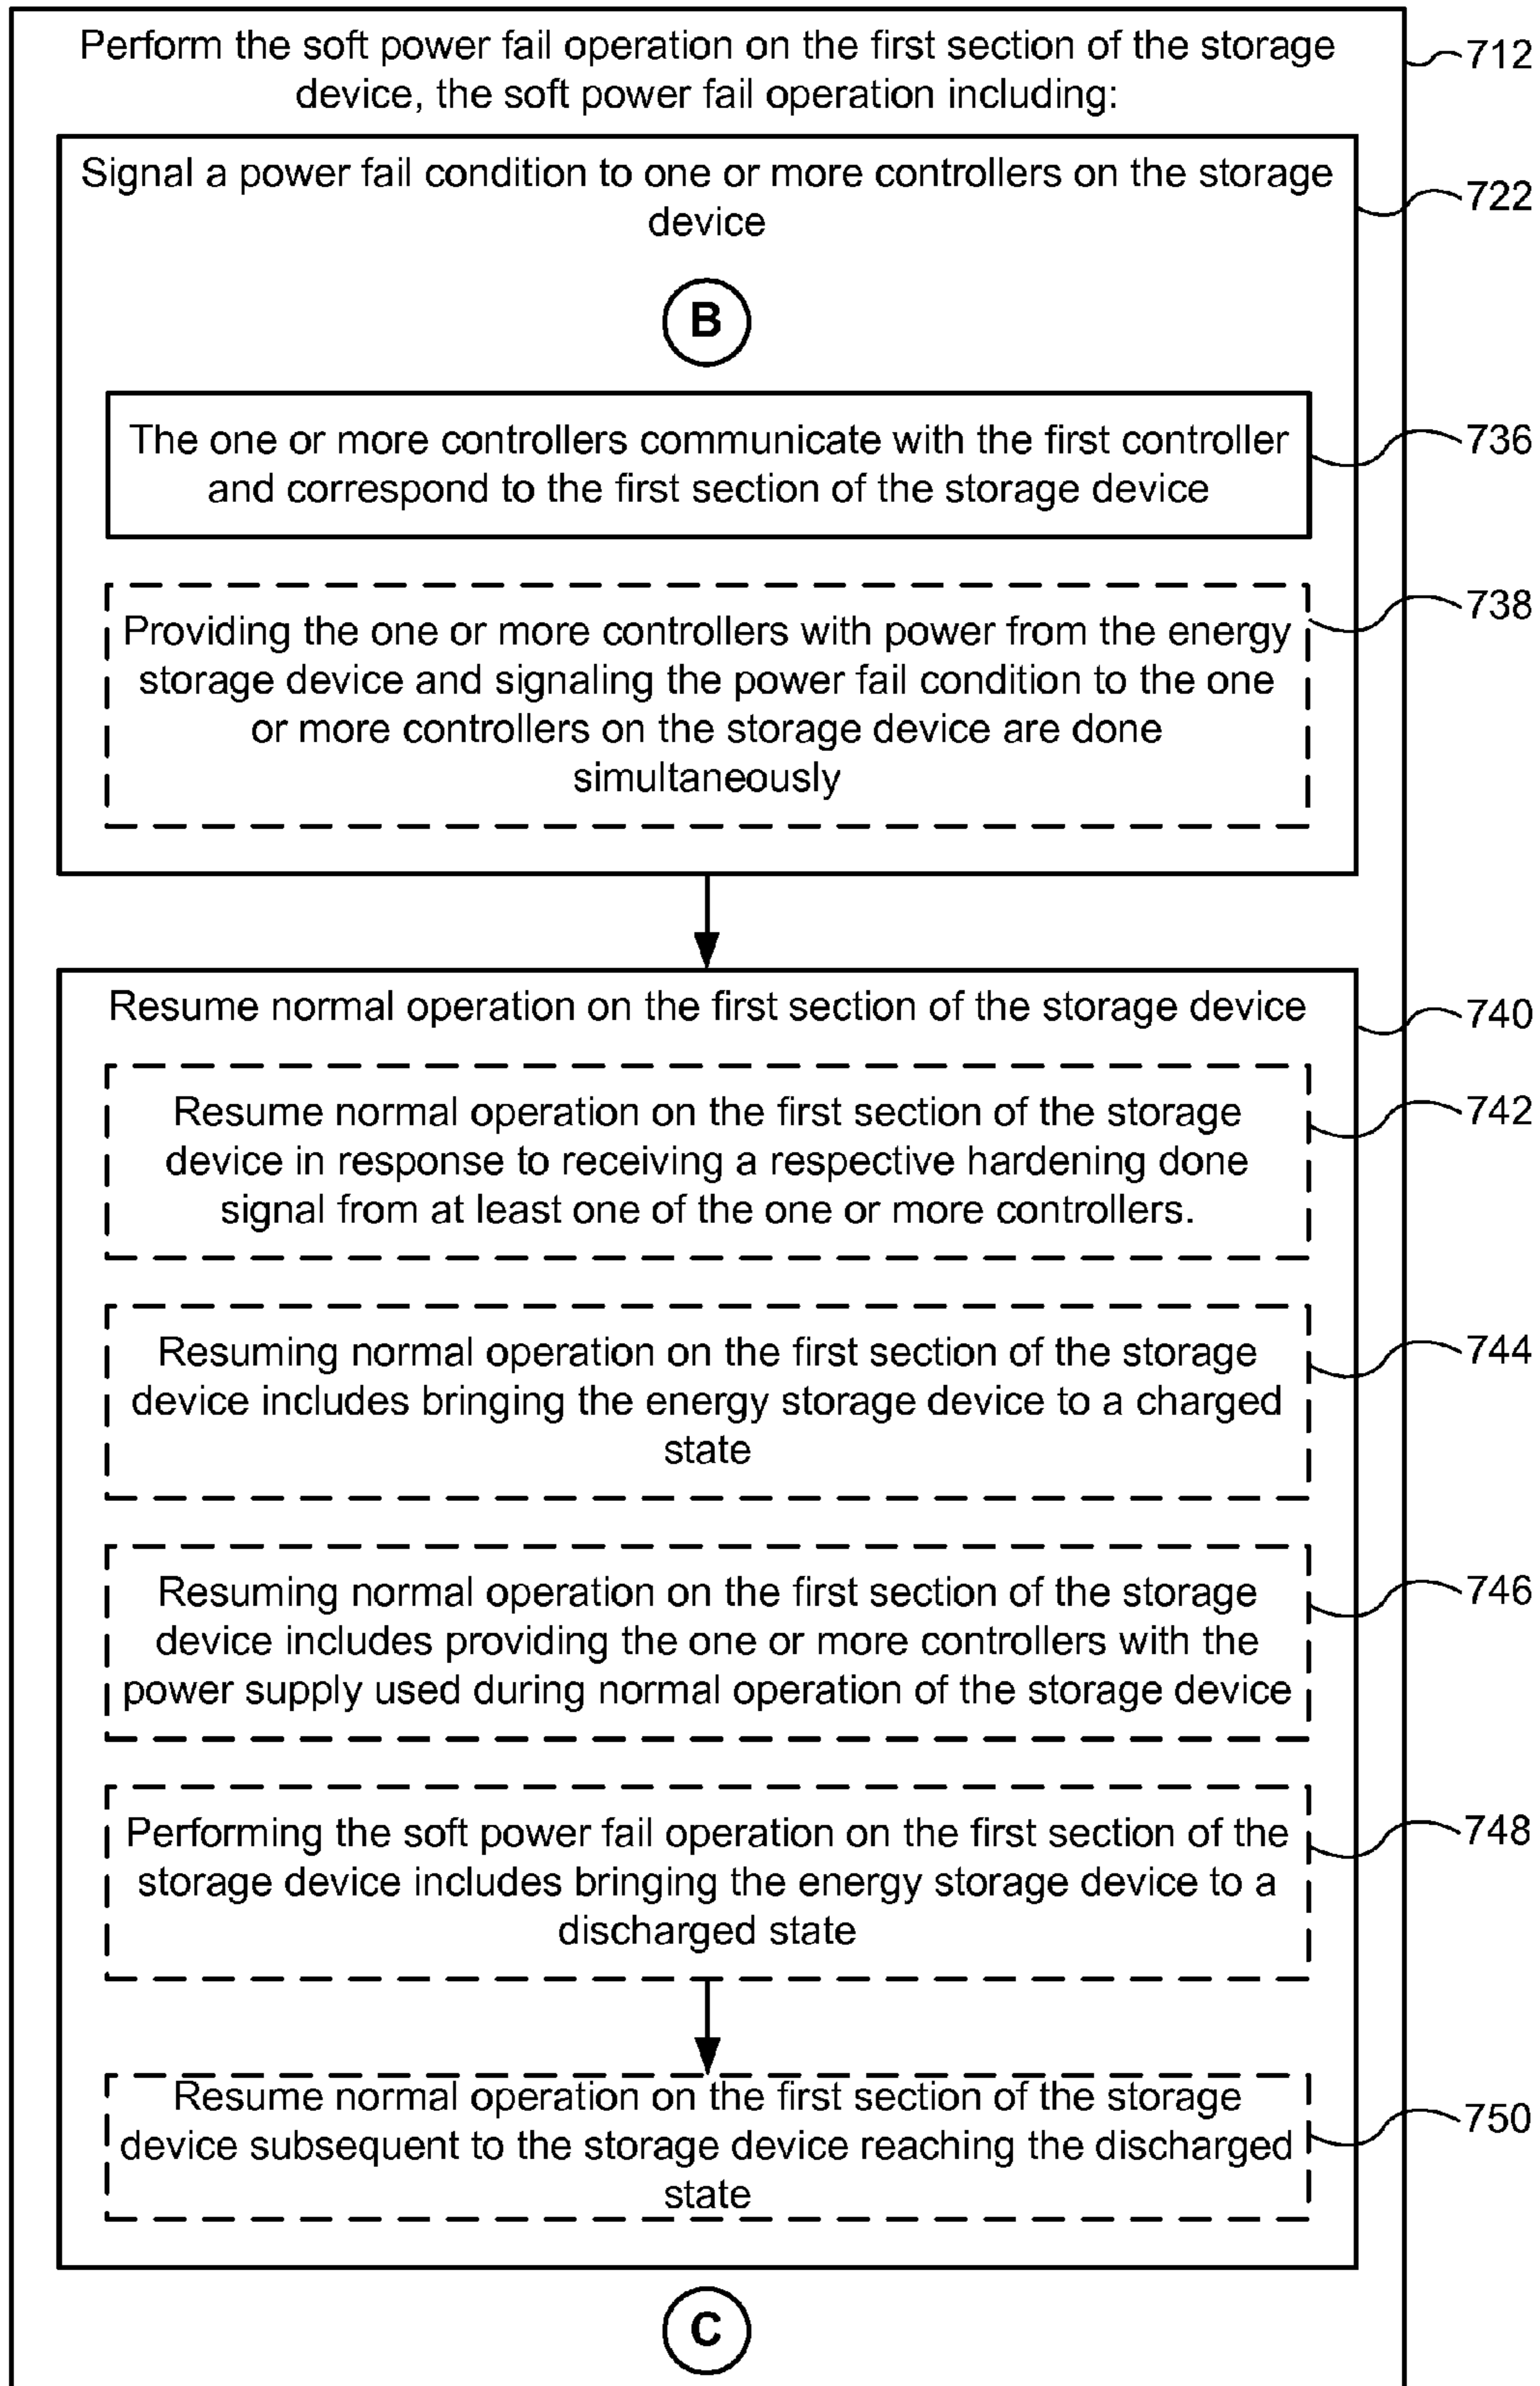 Perform the soft power fail operation on the first section of the storage
device, the soft power fail operation including:
712
Signal a power fail condition to one or more controllers on the storage
device
722
B
The one or more controllers communicate with the first controller
and correspond to the first section of the storage device
736
Providing the one or more controllers with power from the energy
storage device and signaling the power fail condition to the one
or more controllers on the storage device are done
simultaneously
738
Resume normal operation on the first section of the storage device
740
Resume normal operation on the first section of the storage
device in response to receiving a respective hardening done
signal from at least one of the one or more controllers.
742
Resuming normal operation on the first section of the storage
device includes bringing the energy storage device to a charged
state
744
Resuming normal operation on the first section of the storage
device includes providing the one or more controllers with the
power supply used during normal operation of the storage device
746
Performing the soft power fail operation on the first section of the
storage device includes bringing the energy storage device to a
discharged state
748
Resume normal operation on the first section of the storage
device subsequent to the storage device reaching the discharged
state
750
C